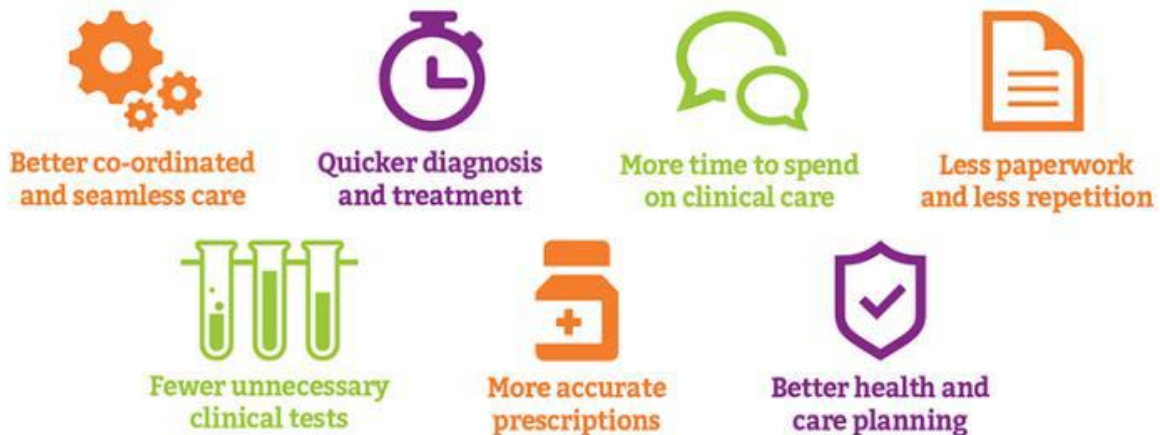 Better co-ordinated
and seamless care
Quicker diagnosis
and treatment
More time to spend
on clinical care
Less paperwork
and less repetition
Fewer unnecessary
clinical tests
More accurate
prescriptions
Better health and
care planning